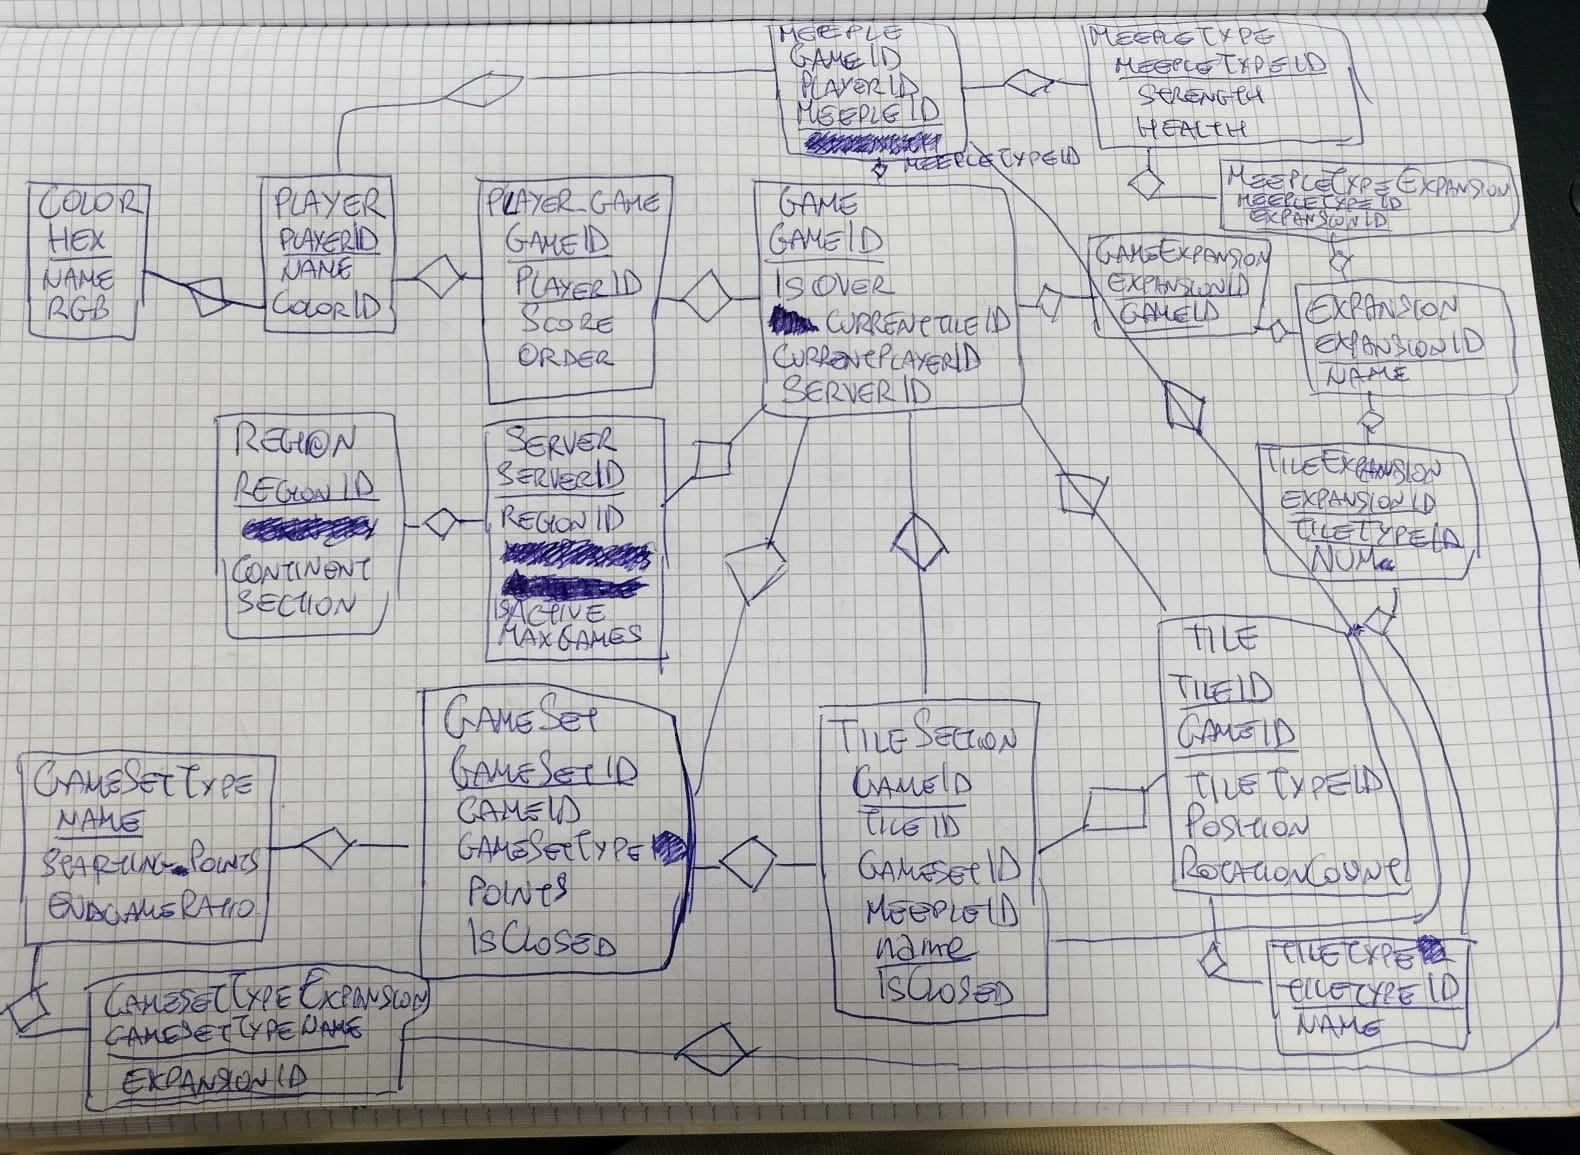 MEEPLE
GAMEID
PLAYERID
MEEPLEID
MEEPLETYPEID
MEEPLETYPE
MEEPLETYPEID
STRENGTH
HEALTH
MEEPLETYPEEXPANSION
MEEPLETYPEID
EXPANSIONID
COLOR
HEX
NAME
RGB
PLAYER
PLAYERID
NAME
COLORID
PLAYER_GAME
GAMEID
PLAYERID
SCORE
ORDER
GAME
GAMEID
ISOVER
CURRENTTILEID
CURRENTPLAYERID
SERVERID
GAMEEXPANSION
EXPANSIONID
GAMEID
EXPANSION
EXPANSIONID
NAME
REGION
REGIONID
CONTINENT
SECTION
SERVER
SERVERID
REGIONID
ISACTIVE
MAXGAMES
TILEEXPANSION
EXPANSIONID
TILETYPEID
NUM
GAMESETTYPE
NAME
STARTING POINTS
ENDGAMERATIO
GAMESET
GAMESETID
GAMEID
GAMESETTYPE
POINTS
ISCLOSED
TILESECTION
GAMEID
TILEID
GAMESETID
MEEPLEID
name
ISCLOSED
TILE
TILEID
GAMEID
TILETYPEID
POSITION
ROTATIONCOUNT
GAMESETTYPEEXPANSION
GAMESETTYPENAME
EXPANSIONID
TILETYPE
TILETYPEID
NAME